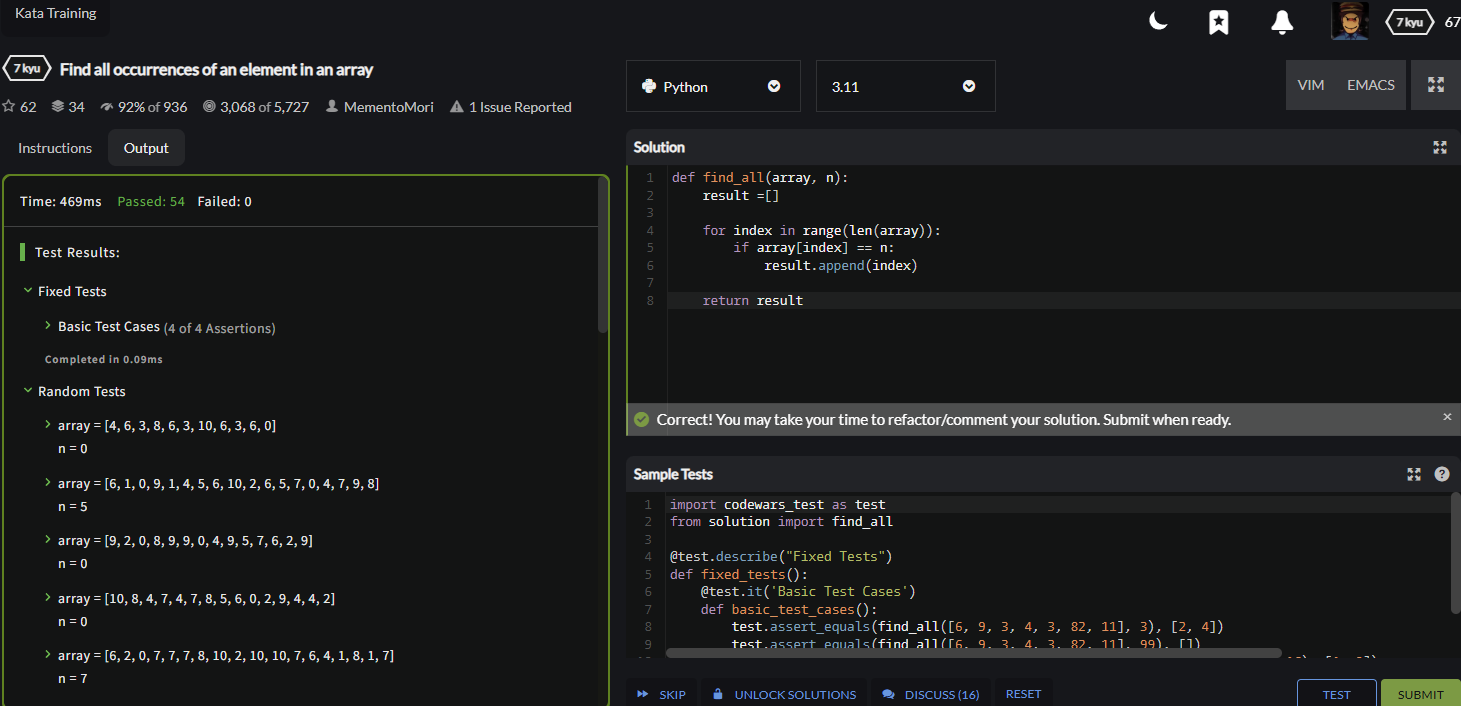 Kata Training
7 kyu
67
7 kyu Find all occurrences of an element in an array
62 34 92% of 936 3,068 of 5,727 MementoMori 1 Issue Reported
Instructions Output
Time: 469ms Passed: 54 Failed: 0
Test Results:
Fixed Tests
Basic Test Cases (4 of 4 Assertions)
Completed in 0.09ms
Random Tests
array = [4, 6, 3, 8, 6, 3, 10, 6, 3, 6, 0]
n = 0
array = [6, 1, 0, 9, 1, 4, 5, 6, 10, 2, 6, 5, 7, 0, 4, 7, 9, 8]
n = 5
array = [9, 2, 0, 8, 9, 9, 0, 4, 9, 5, 7, 6, 2, 9]
n = 0
array = [10, 8, 4, 7, 4, 7, 8, 5, 6, 0, 2, 9, 4, 4, 2]
n = 0
array = [6, 2, 0, 7, 7, 7, 8, 10, 2, 10, 10, 7, 6, 4, 1, 8, 1, 7]
n = 7
Python 3.11 VIM EMACS
Solution
1 def find_all(array, n):
2 result =[]
3
4 for index in range(len(array)):
5 if array[index] == n:
6 result.append(index)
7
8 return result
Correct! You may take your time to refactor/comment your solution. Submit when ready. ×
Sample Tests ?
1 import codewars_test as test
2 from solution import find_all
3
4 @test.describe("Fixed Tests")
5 def fixed_tests():
6 @test.it('Basic Test Cases')
7 def basic_test_cases():
8 test.assert_equals(find_all([6, 9, 3, 4, 3, 82, 11], 3), [2, 4])
9 test.assert_equals(find_all([6, 9, 3, 4, 3, 82, 11], 99), [])
SKIP UNLOCK SOLUTIONS DISCUSS (16) RESET TEST SUBMIT